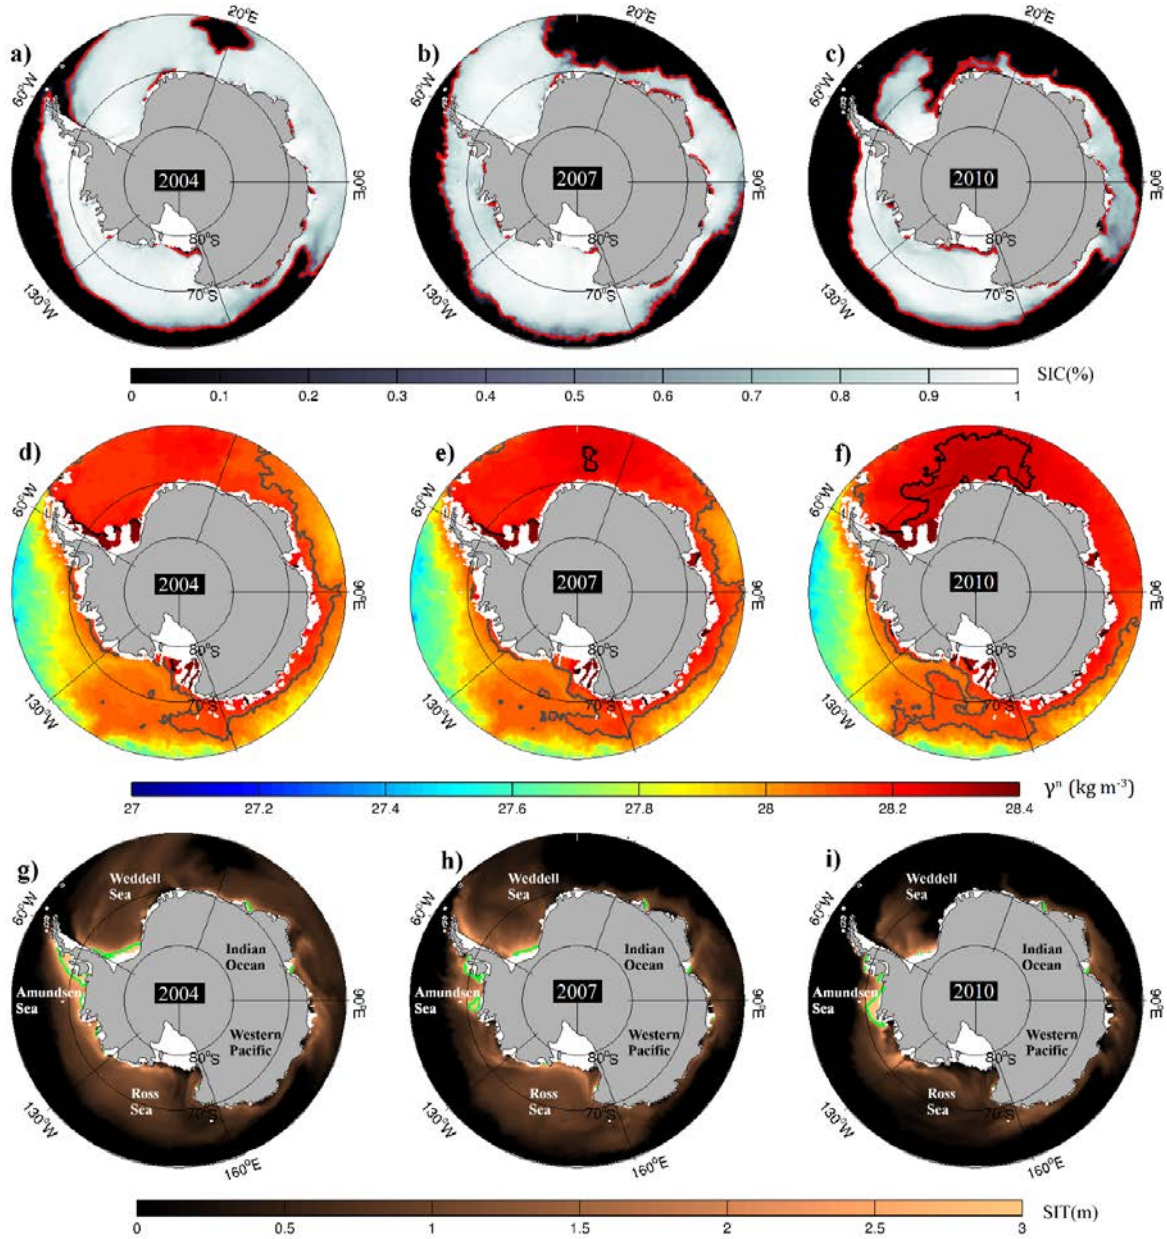 20°E
a)
b)
c)
60°W
2004
2007
2010
90°E
80°S
70°S
130°W
80°S
70°S
130°W
80°S
70°S
130°W
SIC(%)
0 0.1 0.2 0.3 0.4 0.5 0.6 0.7 0.8 0.9 1
d)
e)
f)
60°W
60°W
60°W
2004
2007
2010
90°E
90°E
90°E
80°S
70°S
130°W
80°S
70°S
130°W
80°S
70°S
130°W
γⁿ (kg m⁻³)
27 27.2 27.4 27.6 27.8 28 28.2 28.4
g)
h)
i)
Weddell
Sea
Weddell
Sea
Weddell
Sea
60°W
60°W
60°W
Indian
Ocean
Indian
Ocean
Indian
Ocean
Amundsen
Sea
2004
Amundsen
Sea
2007
Amundsen
Sea
2010
90°E
90°E
90°E
Western
Pacific
Western
Pacific
Western
Pacific
80°S
80°S
80°S
Ross
Sea
70°S
Ross
Sea
70°S
Ross
Sea
70°S
130°W
130°W
130°W
160°E
160°E
160°E
SIT(m)
0 0.5 1 1.5 2 2.5 3